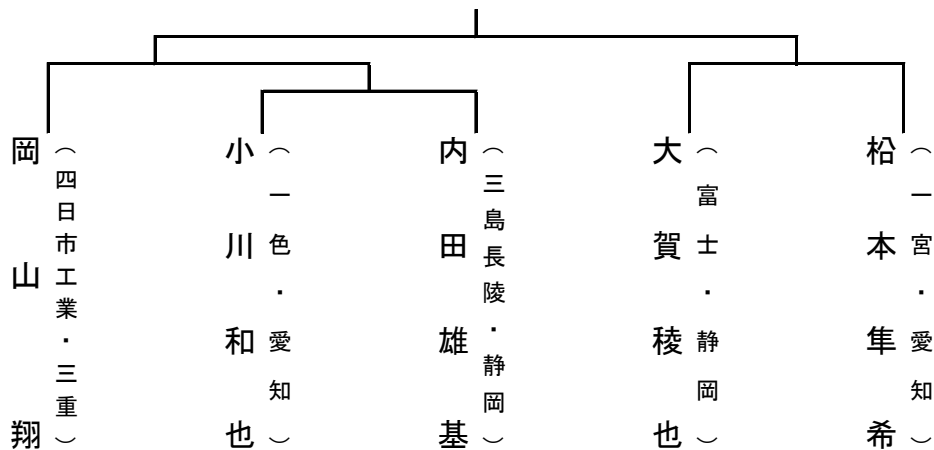 岡山翔
（四日市工業・三重）
小川和也
（一色・愛知）
内田雄基
（三島長陵・静岡）
大賀稜也
（富士・静岡）
枩本隼希
（一宮・愛知）